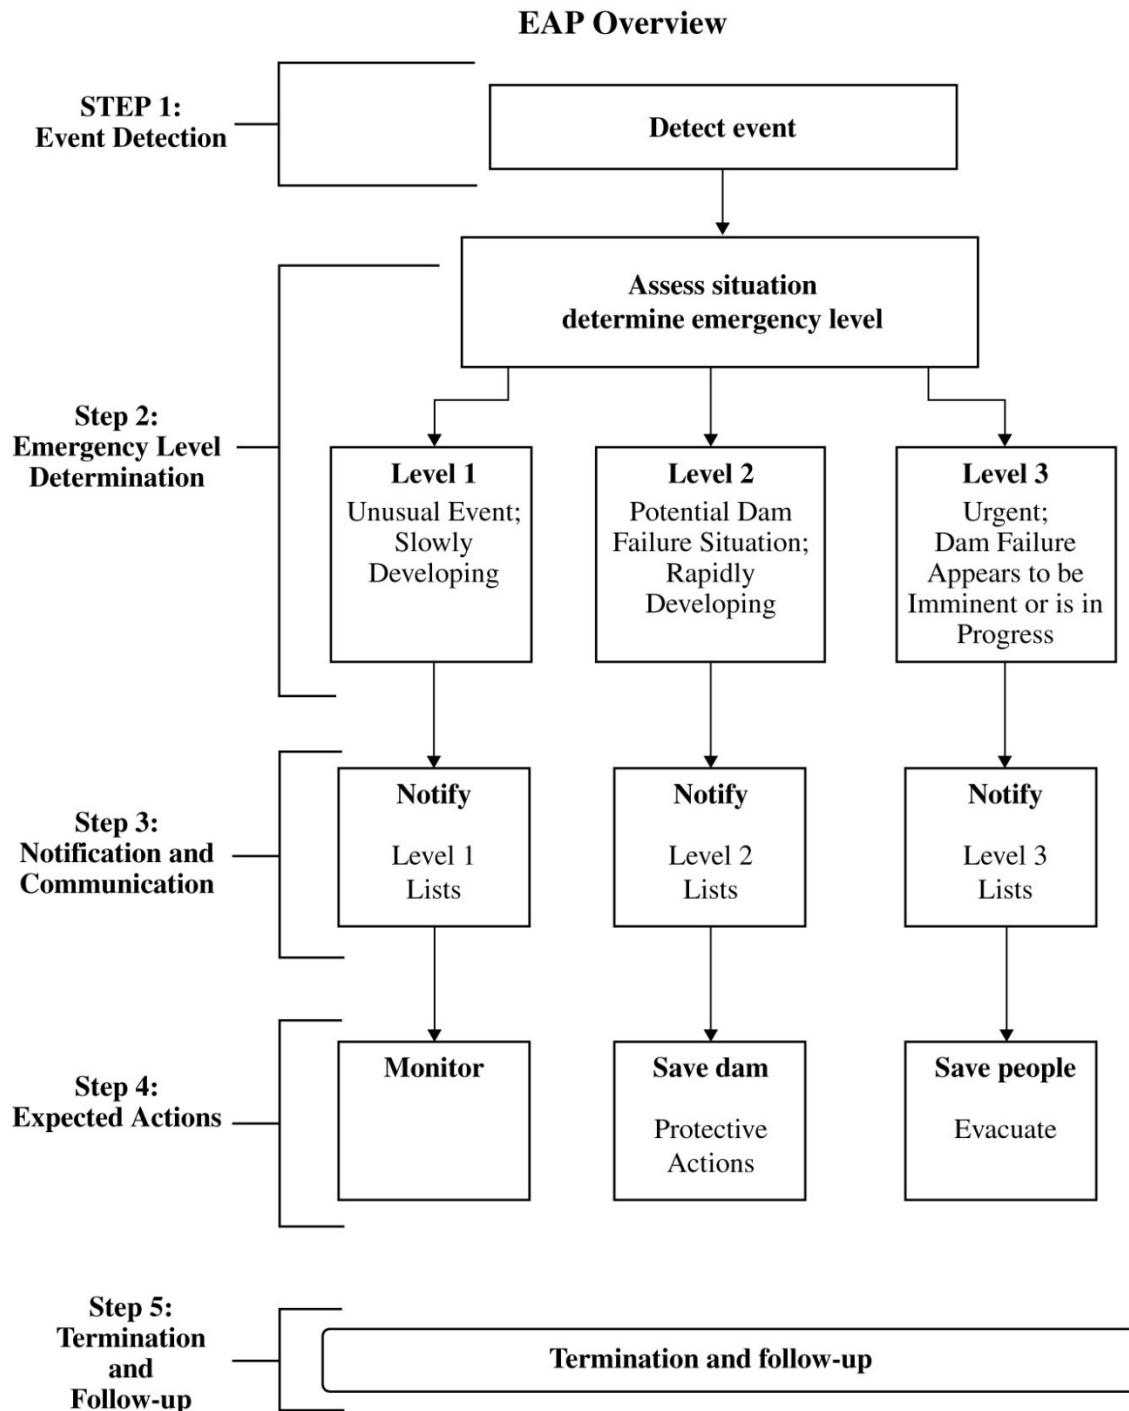 EAP Overview
STEP 1:
Event Detection
Detect event
Assess situation
determine emergency level
Step 2:
Emergency Level
Determination
Level 1
Unusual Event;
Slowly
Developing
Level 2
Potential Dam
Failure Situation;
Rapidly
Developing
Level 3
Urgent;
Dam Failure
Appears to be
Imminent or is in
Progress
Step 3:
Notification and
Communication
Notify
Level 1
Lists
Notify
Level 2
Lists
Notify
Level 3
Lists
Step 4:
Expected Actions
Monitor
Save dam
Protective
Actions
Save people
Evacuate
Step 5:
Termination
and
Follow-up
Termination and follow-up